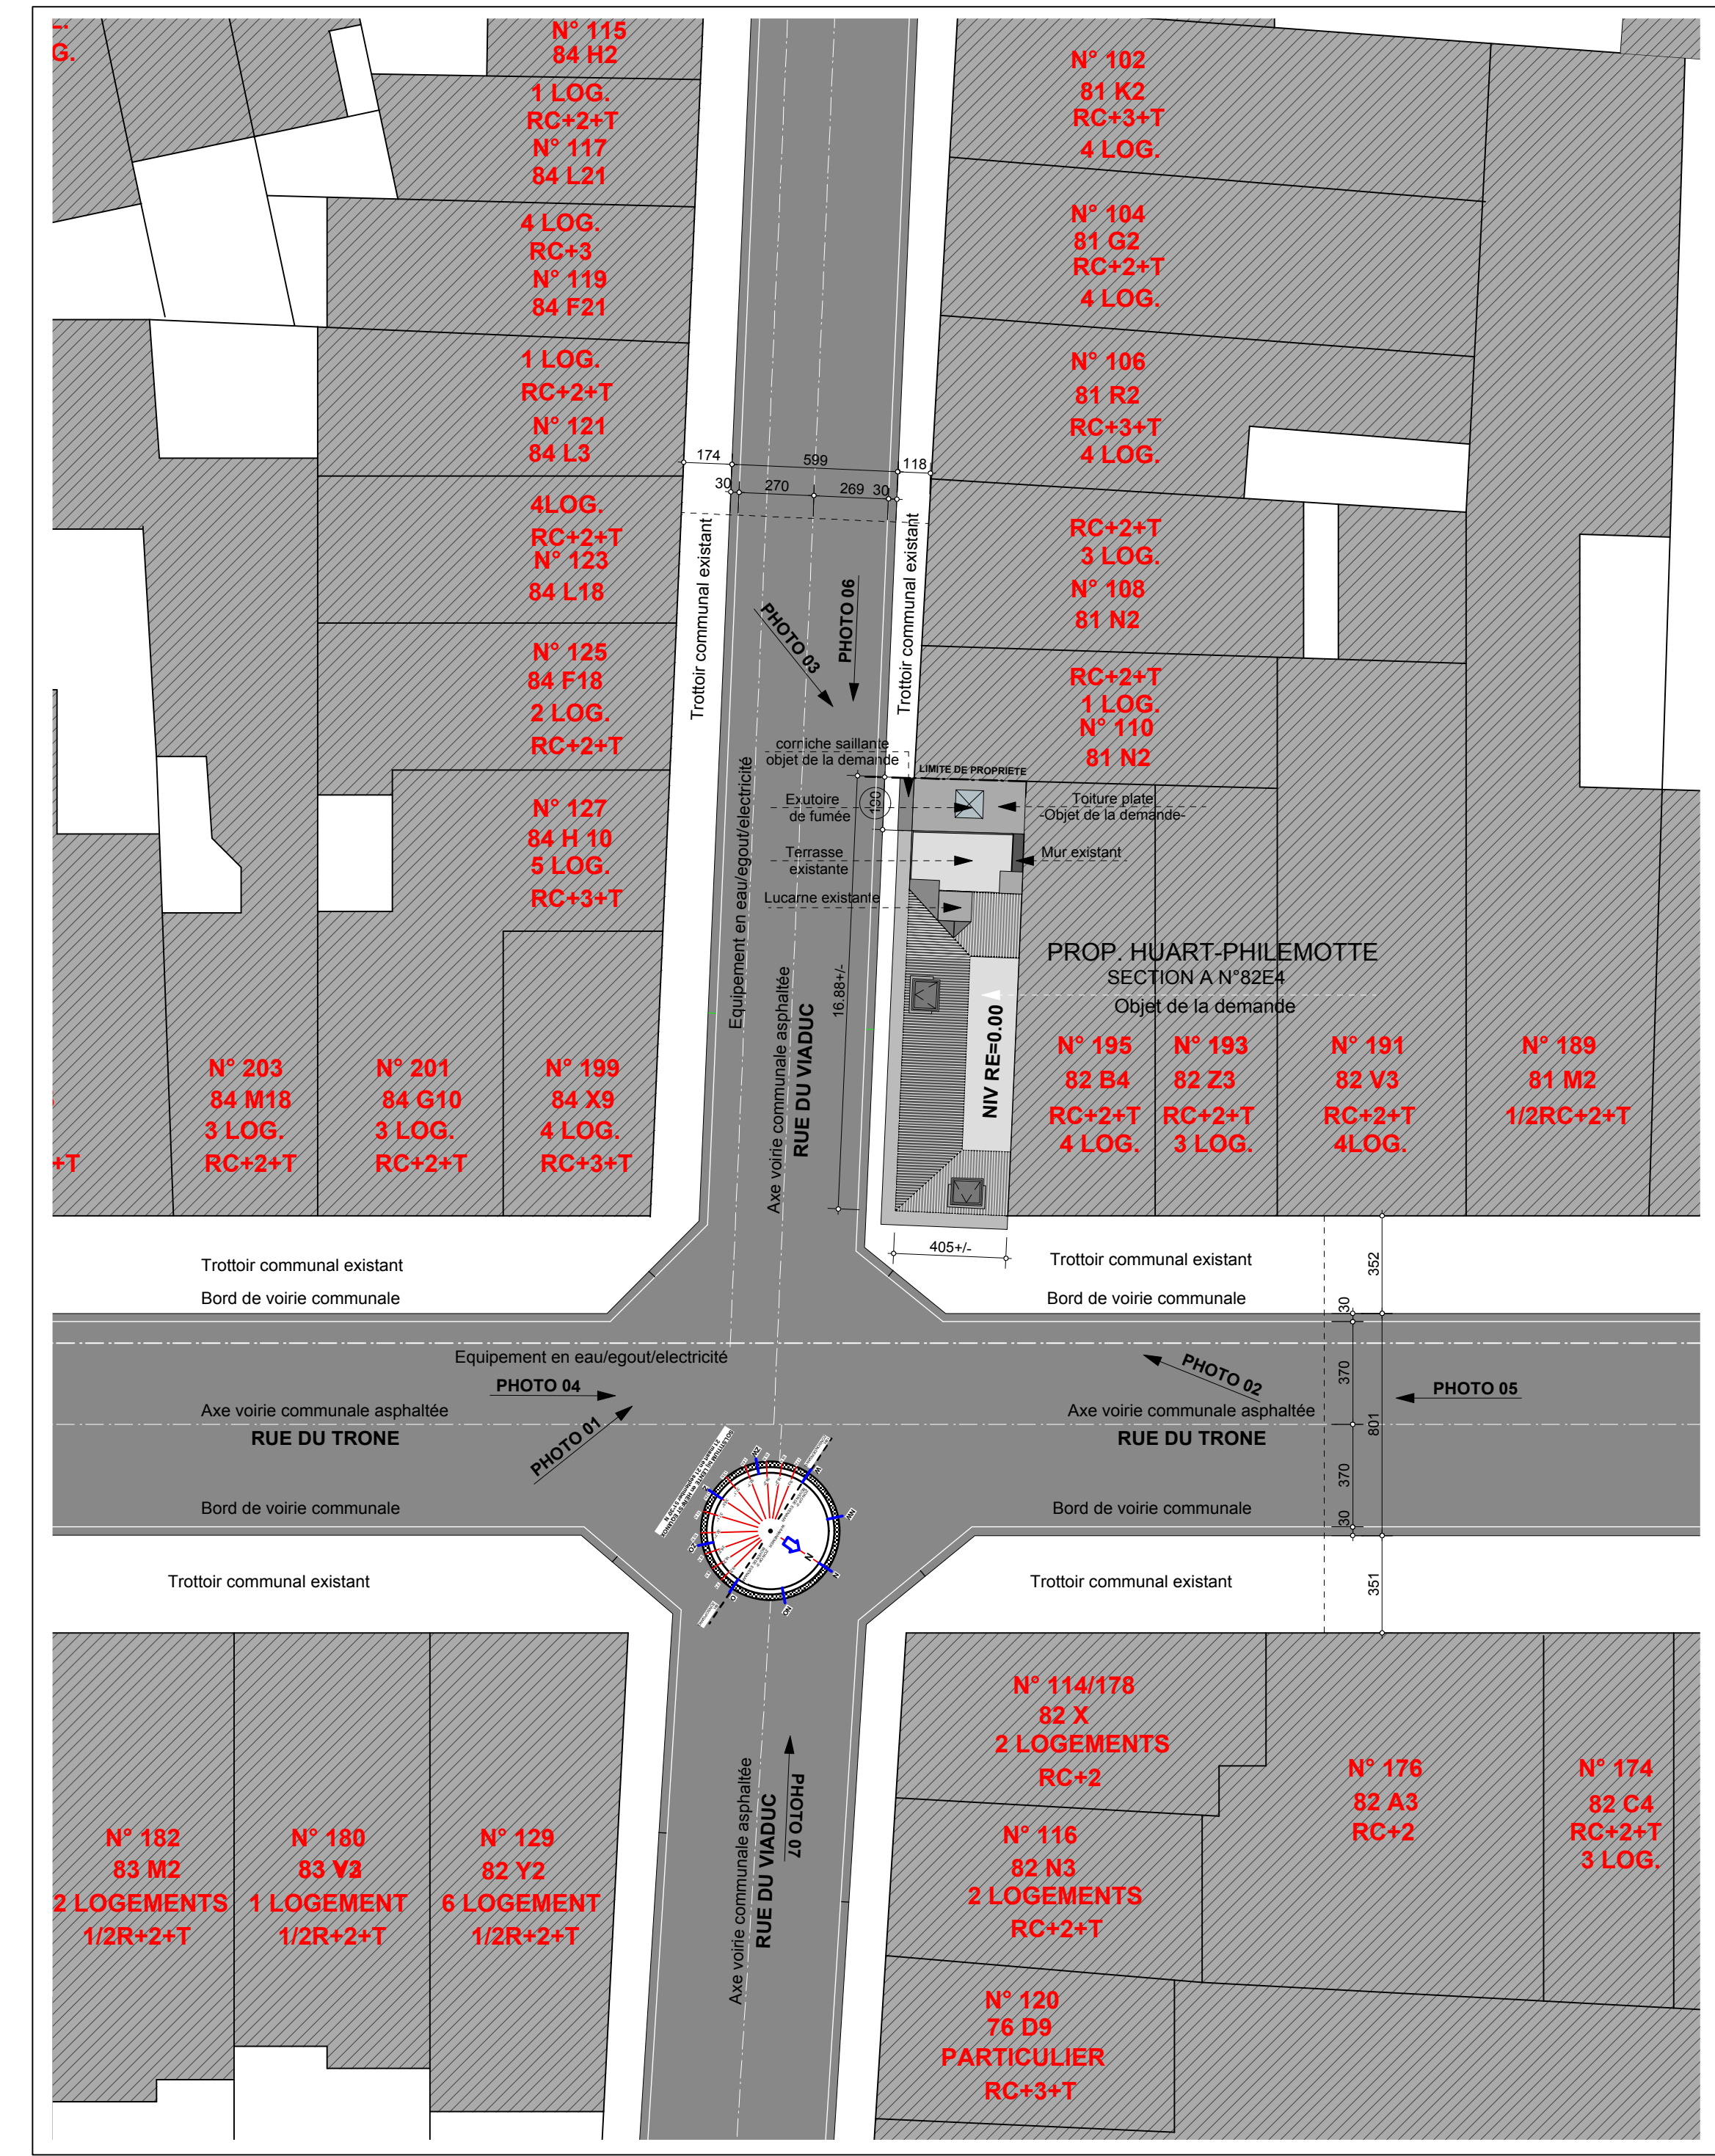 G.
N° 115
84 H2
1 LOG.
RC+2+T
N° 117
84 L21
4 LOG.
RC+3
N° 119
84 F21
1 LOG.
RC+2+T
N° 121
84 L3
4LOG.
RC+2+T
N° 123
84 L18
N° 125
84 F18
2 LOG.
RC+2+T
N° 127
84 H 10
5 LOG.
RC+3+T
N° 102
81 K2
RC+3+T
4 LOG.
N° 104
81 G2
RC+2+T
4 LOG.
N° 106
81 R2
RC+3+T
4 LOG.
RC+2+T
3 LOG.
N° 108
81 N2
RC+2+T
1 LOG.
N° 110
81 N2
174
599
118
30
270
269
30
Trottoir communal existant
Trottoir communal existant
PHOTO 03
PHOTO 06
corniche saillante
objet de la demande
LIMITE DE PROPRIETE
Exutoire
de fumée
Toiture plate
-Objet de la demande-
Terrasse
existante
Mur existant
Lucarne existante
Equipement en eau/egout/electricité
16.88+/-
Axe voirie communale asphaltée
RUE DU VIADUC
PROP. HUART-PHILEMOTTE
SECTION A N°82E4
Objet de la demande
NIV RE=0.00
+T
N° 203
84 M18
3 LOG.
RC+2+T
N° 201
84 G10
3 LOG.
RC+2+T
N° 199
84 X9
4 LOG.
RC+3+T
N° 195
82 B4
RC+2+T
4 LOG.
N° 193
82 Z3
RC+2+T
3 LOG.
N° 191
82 V3
RC+2+T
4LOG.
N° 189
81 M2
1/2RC+2+T
405+/-
Trottoir communal existant
Bord de voirie communale
Trottoir communal existant
Bord de voirie communale
352
30
370
801
370
30
351
Equipement en eau/egout/electricité
PHOTO 04
PHOTO 01
PHOTO 02
PHOTO 05
Axe voirie communale asphaltée
RUE DU TRONE
Axe voirie communale asphaltée
RUE DU TRONE
Bord de voirie communale
Bord de voirie communale
ZW
W
NW
N
N
NO
O
ZO
Z
Trottoir communal existant
Trottoir communal existant
N° 182
83 M2
2 LOGEMENTS
1/2R+2+T
N° 180
1 LOGEMENT
1/2R+2+T
N° 129
82 Y2
6 LOGEMENT
1/2R+2+T
Axe voirie communale asphaltée
RUE DU VIADUC
PHOTO 07
N° 114/178
82 X
2 LOGEMENTS
RC+2
N° 116
82 N3
2 LOGEMENTS
RC+2+T
N° 120
76 D9
PARTICULIER
RC+3+T
N° 176
82 A3
RC+2
N° 174
82 C4
RC+2+T
3 LOG.